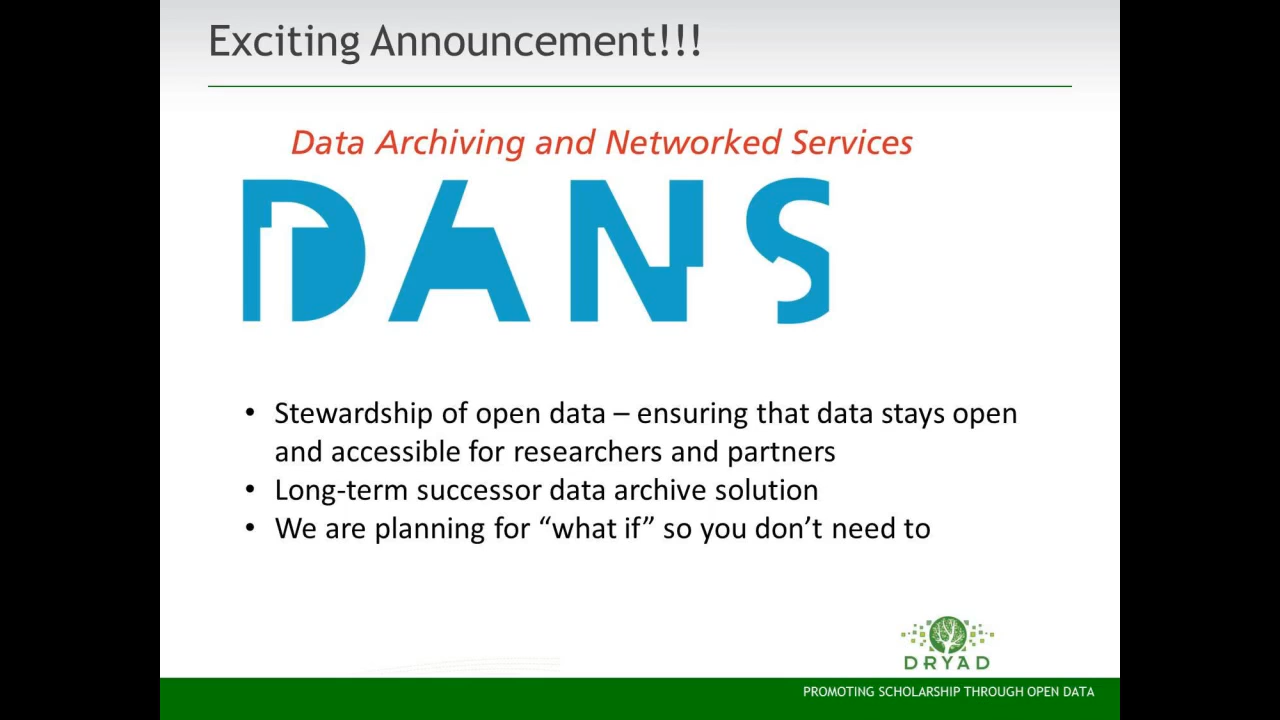 Exciting Announcement!!!
Data Archiving and Networked Services
DANS
• Stewardship of open data – ensuring that data stays open
and accessible for researchers and partners
• Long-term successor data archive solution
• We are planning for “what if” so you don’t need to
DRYAD
PROMOTING SCHOLARSHIP THROUGH OPEN DATA